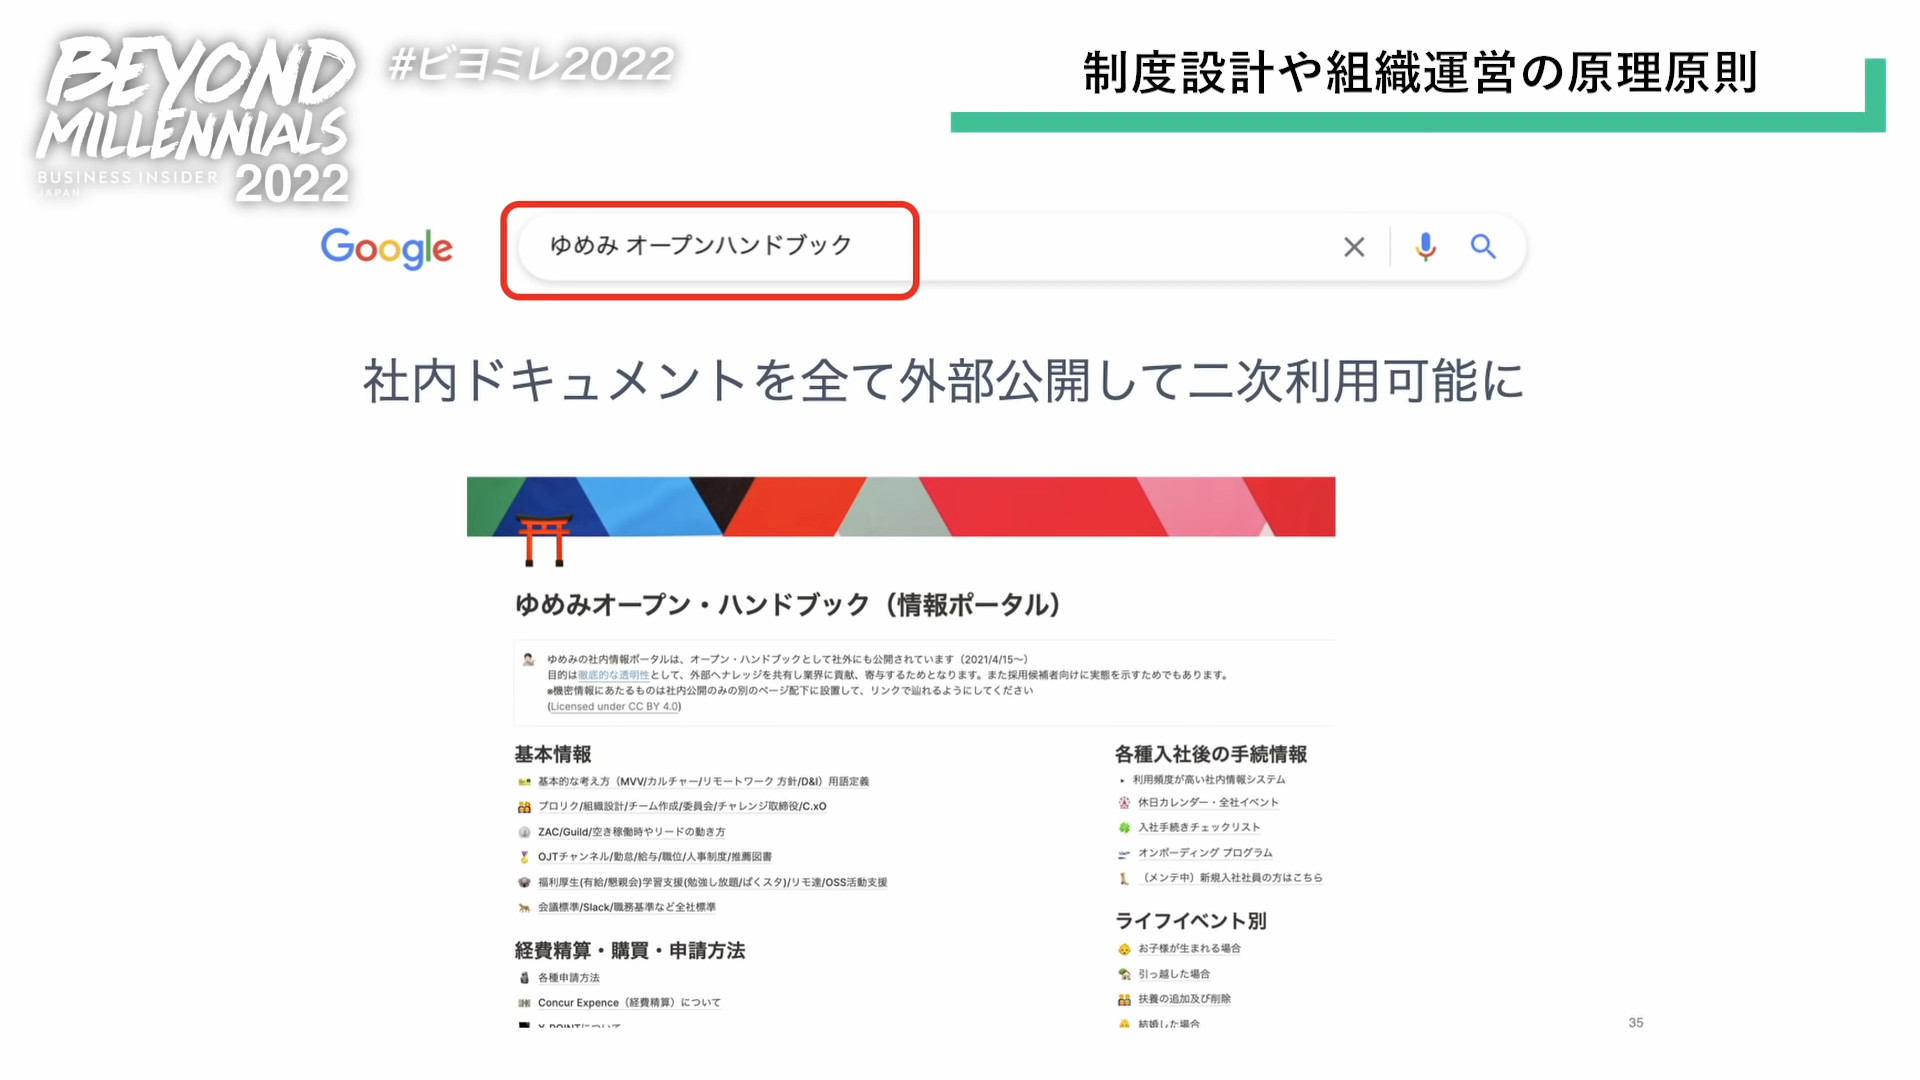 BEYOND
MILLENNIALS
BUSINESS INSIDER
JAPAN
2022
#ビヨミレ2022
制度設計や組織運営の原理原則
Google
ゆめみ オープンハンドブック
社内ドキュメントを全て外部公開して二次利用可能に
ゆめみオープン・ハンドブック（情報ポータル）
ゆめみの社内情報ポータルは、オープン・ハンドブックとして社外にも公開されています（2021/4/15〜）
目的は徹底的な透明性として、外部へナレッジを共有し業界に貢献、寄与するためとなります。また採用候補者向けに実態を示すためでもあります。
※機密情報にあたるものは社内公開のみの別のページ配下に設置して、リンクで辿れるようにしてください
(Licensed under CC BY 4.0)
基本情報
基本的な考え方（MVV/カルチャー/リモートワーク 方針/D&I）用語定義
プロリク/組織設計/チーム作成/委員会/チャレンジ取締役/C.xO
ZAC/Guild/空き稼働時やリードの動き方
OJTチャンネル/勤怠/給与/職位/人事制度/推薦図書
福利厚生(有給/懇親会)学習支援(勉強し放題/ばくスタ)/リモ達/OSS活動支援
会議標準/Slack/職務基準など全社標準
経費精算・購買・申請方法
各種申請方法
Concur Expence（経費精算）について
X-POINTについて
各種入社後の手続情報
利用頻度が高い社内情報システム
休日カレンダー・全社イベント
入社手続きチェックリスト
オンボーディング プログラム
（メンテ中）新規入社社員の方はこちら
ライフイベント別
お子様が生まれる場合
引っ越した場合
扶養の追加及び削除
結婚した場合
35